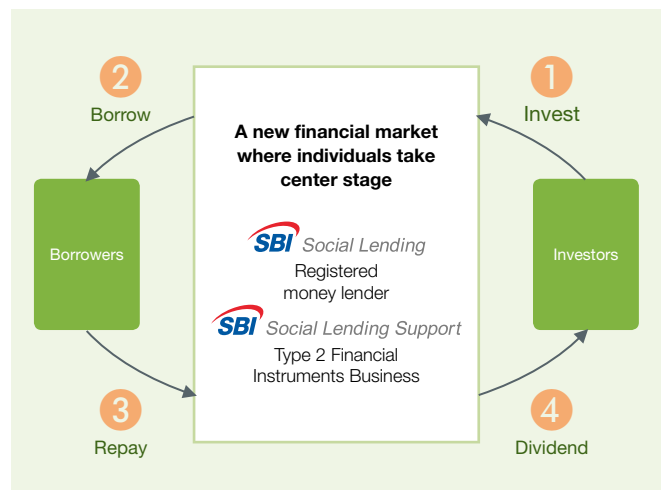 2
Borrow
1
Invest
A new financial market
where individuals take
center stage
Borrowers
Investors
SBI Social Lending
Registered
money lender
SBI Social Lending Support
Type 2 Financial
Instruments Business
3
Repay
4
Dividend